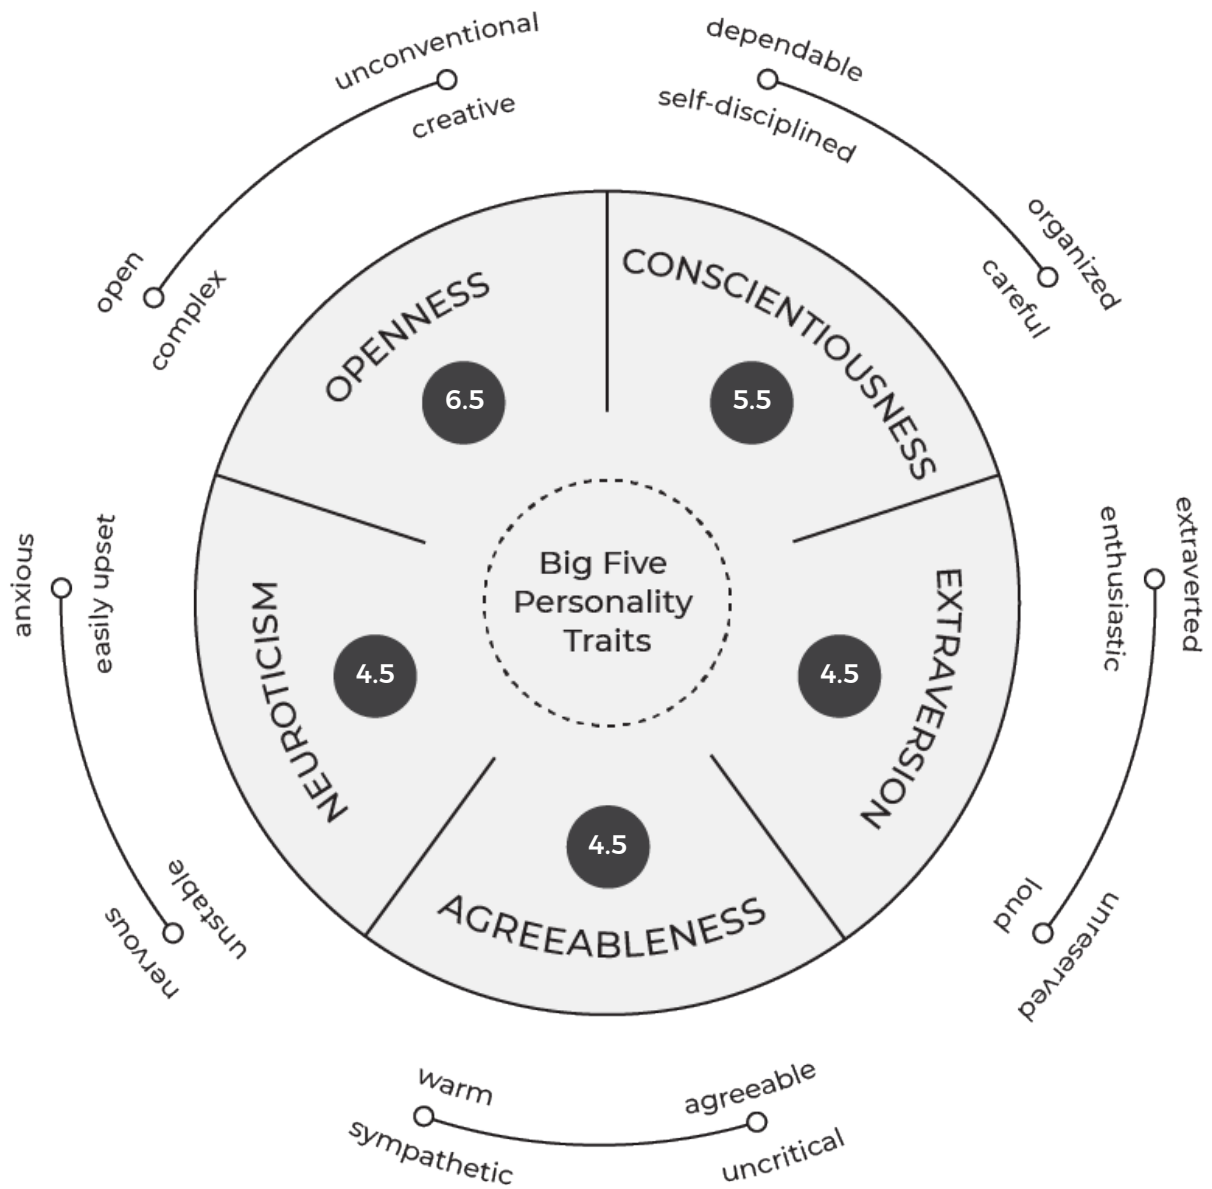 unconventional
creative
open
complex
dependable
self-disciplined
organized
careful
OPENNESS
6.5
CONSCIENTIOUSNESS
5.5
Big Five
Personality
Traits
anxious
easily upset
NEUROTICISM
4.5
unstable
nervous
extraverted
enthusiastic
EXTRAVERSION
4.5
loud
unreserved
4.5
AGREEABLENESS
warm
sympathetic
agreeable
uncritical